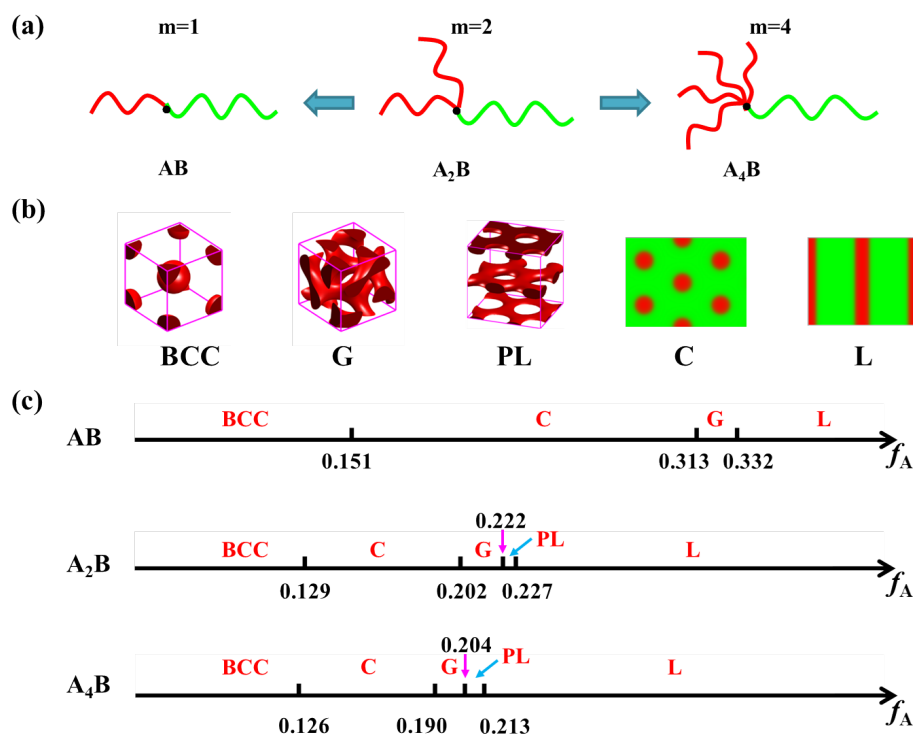 (a)
m=1 m=2 m=4
AB A₂B A₄B
(b)
BCC G PL C L
(c)
BCC C G L
AB
0.151 0.313 0.332 fA
0.222
BCC C G PL L
A₂B
0.129 0.202 0.227 fA
0.204
BCC C G PL L
A₄B
0.126 0.190 0.213 fA